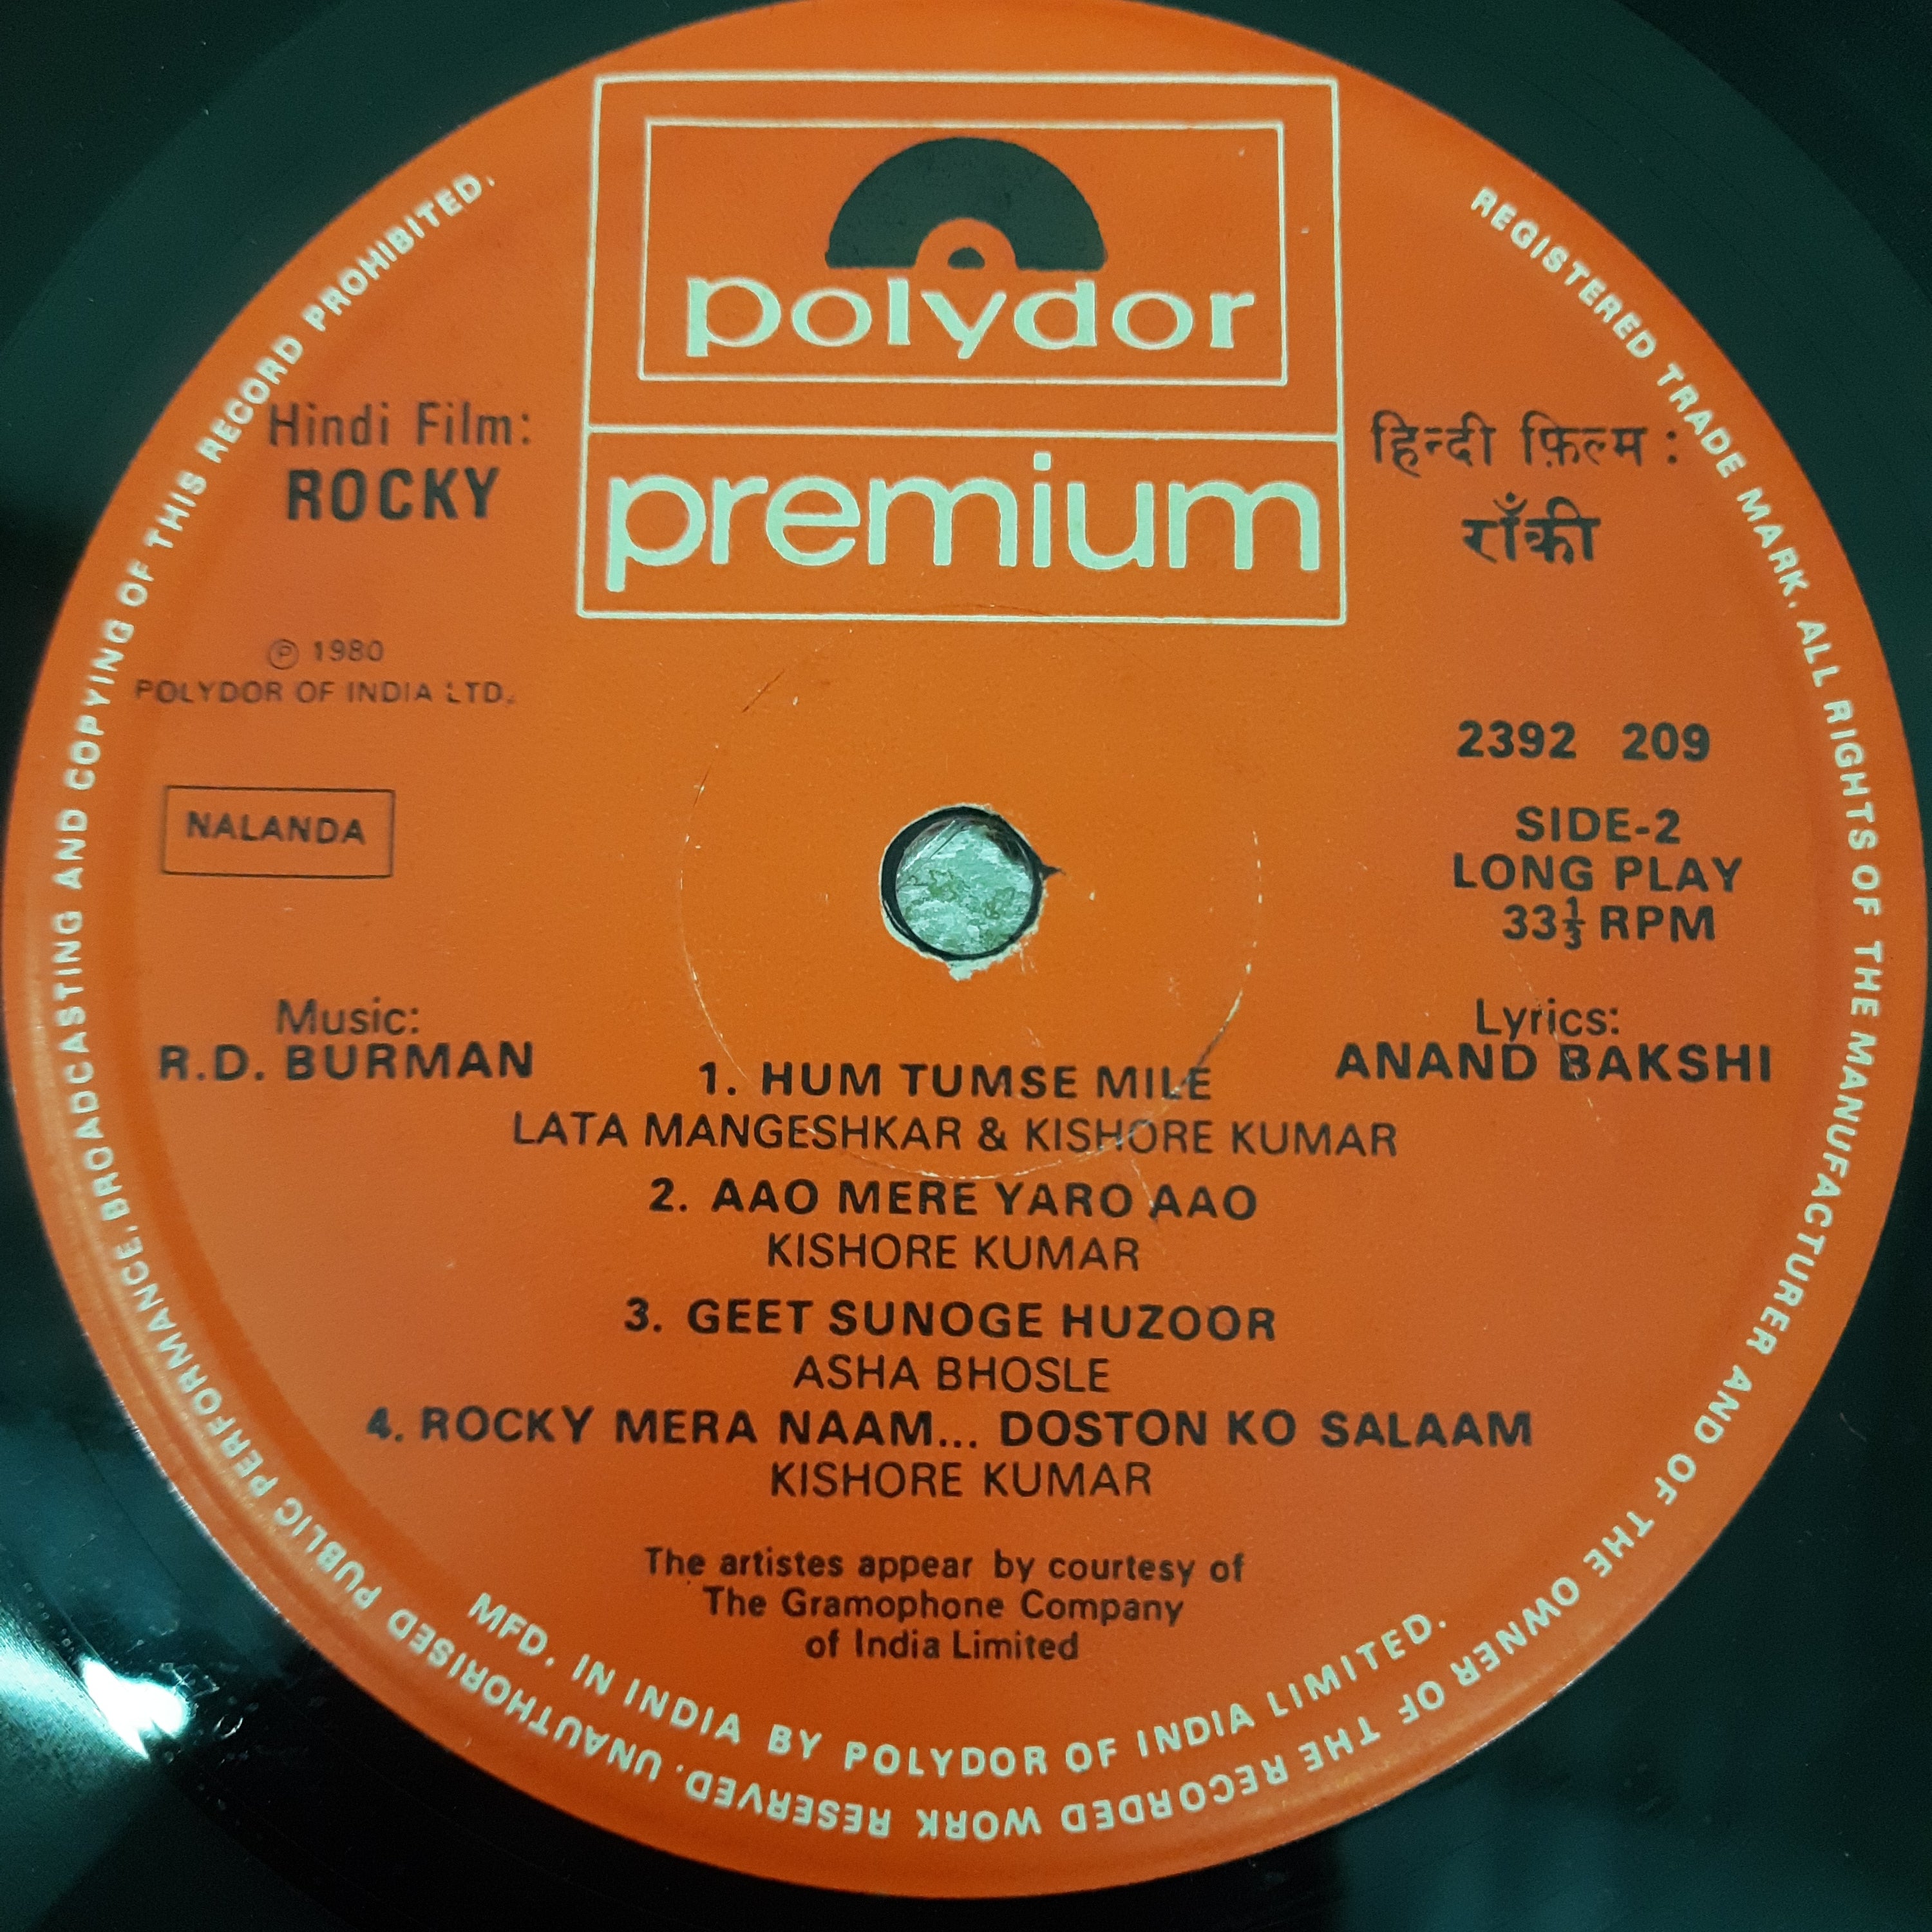 polydor
premium
Hindi Film:
ROCKY
हिन्दी फ़िल्म :
रॉंकी
Ⓟ 1980
POLYDOR OF INDIA LTD.
NALANDA
2392 209
SIDE-2
LONG PLAY
33⅓ RPM
Music:
R.D. BURMAN
Lyrics:
ANAND BAKSHI
1. HUM TUMSE MILE
LATA MANGESHKAR & KISHORE KUMAR
2. AAO MERE YARO AAO
KISHORE KUMAR
3. GEET SUNOGE HUZOOR
ASHA BHOSLE
4. ROCKY MERA NAAM... DOSTON KO SALAAM
KISHORE KUMAR
The artistes appear by courtesy of
The Gramophone Company
of India Limited
MFD. IN INDIA BY POLYDOR OF INDIA LIMITED.
REGISTERED TRADE MARK. ALL RIGHTS OF THE MANUFACTURER AND OF THE OWNER OF THE RECORDED WORK RESERVED. UNAUTHORISED PUBLIC PERFORMANCE, BROADCASTING AND COPYING OF THIS RECORD PROHIBITED.